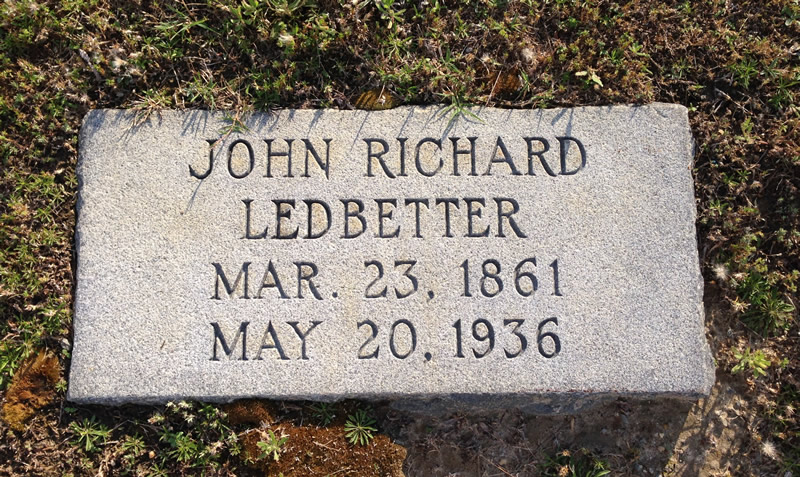 JOHN RICHARD
LEDBETTER
MAR. 23, 1861
MAY 20, 1936